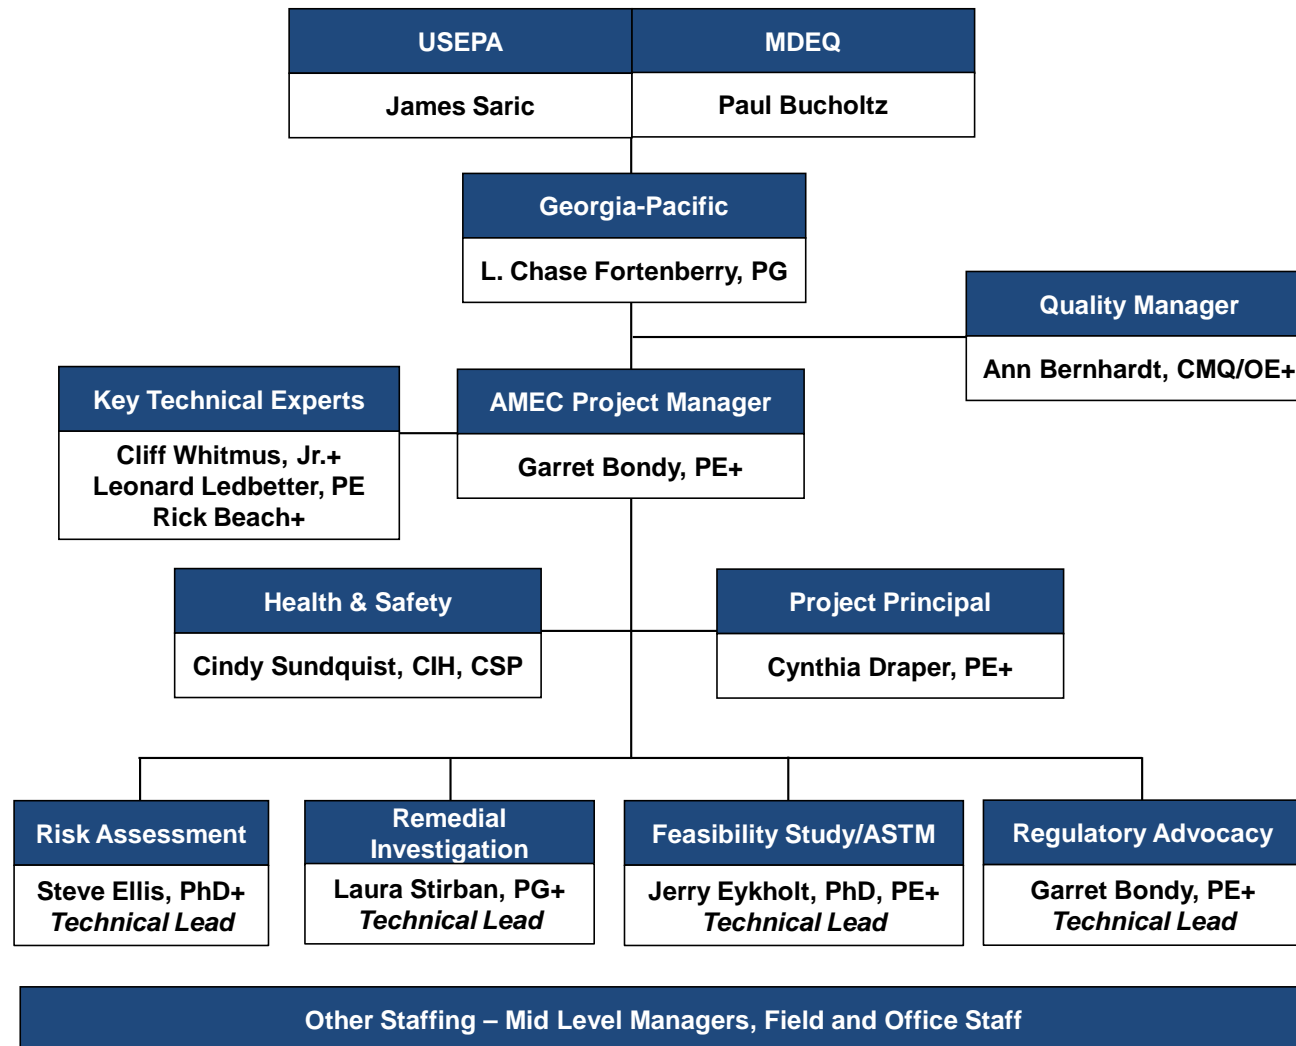 USEPA
MDEQ
James Saric
Paul Bucholtz
Georgia-Pacific
L. Chase Fortenberry, PG
Quality Manager
Ann Bernhardt, CMQ/OE+
Key Technical Experts
Cliff Whitmus, Jr.+
Leonard Ledbetter, PE
Rick Beach+
AMEC Project Manager
Garret Bondy, PE+
Health & Safety
Cindy Sundquist, CIH, CSP
Project Principal
Cynthia Draper, PE+
Risk Assessment
Steve Ellis, PhD+
Technical Lead
Remedial
Investigation
Laura Stirban, PG+
Technical Lead
Feasibility Study/ASTM
Jerry Eykholt, PhD, PE+
Technical Lead
Regulatory Advocacy
Garret Bondy, PE+
Technical Lead
Other Staffing – Mid Level Managers, Field and Office Staff